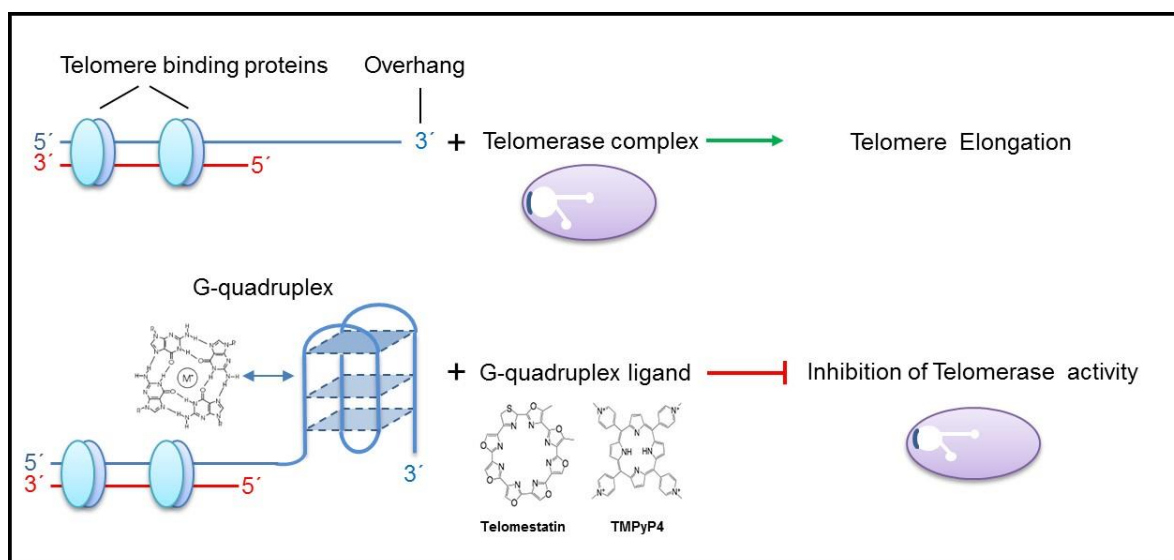 Telomere binding proteins
Overhang
5´
3´
3´
5´
+
Telomerase complex
Telomere Elongation
G-quadruplex
M⁺
+
G-quadruplex ligand
Inhibition of Telomerase activity
5´
3´
5´
3´
Telomestatin
TMPyP4